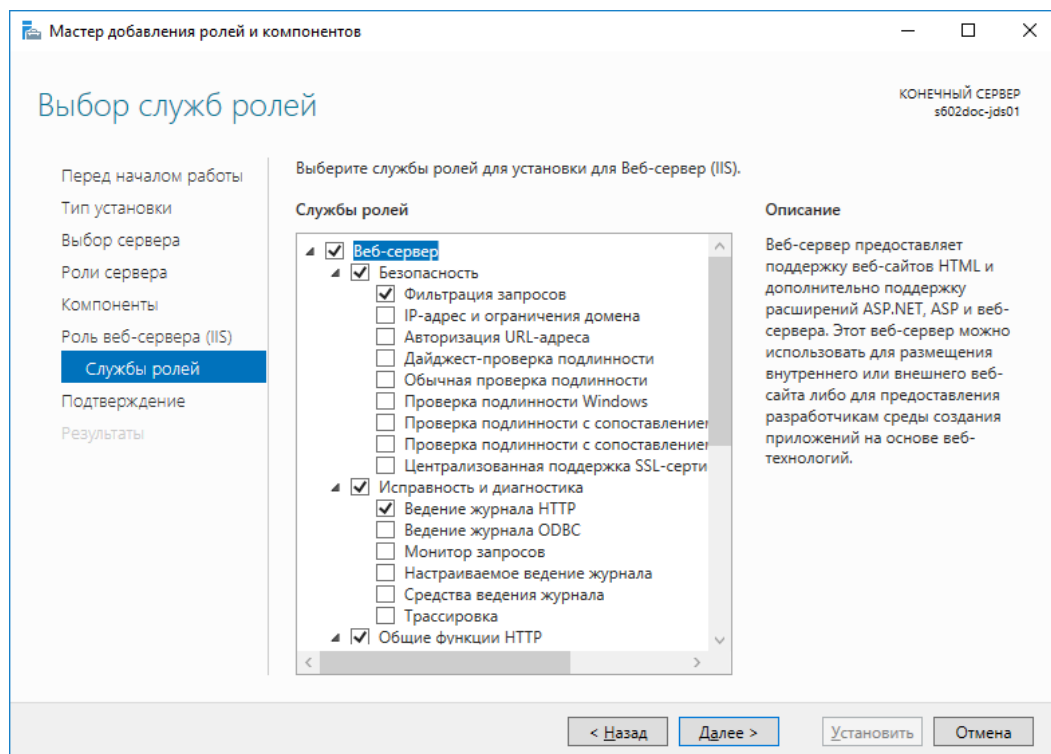 Мастер добавления ролей и компонентов
Выбор служб ролей
КОНЕЧНЫЙ СЕРВЕР
s602doc-jds01
Перед началом работы
Тип установки
Выбор сервера
Роли сервера
Компоненты
Роль веб-сервера (IIS)
Службы ролей
Подтверждение
Результаты
Выберите службы ролей для установки для Веб-сервер (IIS).
Службы ролей
Веб-сервер
Безопасность
Фильтрация запросов
IP-адрес и ограничения домена
Авторизация URL-адреса
Дайджест-проверка подлинности
Обычная проверка подлинности
Проверка подлинности Windows
Проверка подлинности с сопоставление
Проверка подлинности с сопоставление
Централизованная поддержка SSL-серти
Исправность и диагностика
Ведение журнала HTTP
Ведение журнала ODBC
Монитор запросов
Настраиваемое ведение журнала
Средства ведения журнала
Трассировка
Общие функции HTTP
Описание
Веб-сервер предоставляет
поддержку веб-сайтов HTML и
дополнительно поддержку
расширений ASP.NET, ASP и веб-
сервера. Этот веб-сервер можно
использовать для размещения
внутреннего или внешнего веб-
сайта либо для предоставления
разработчикам среды создания
приложений на основе веб-
технологий.
< Назад
Далее >
Установить
Отмена